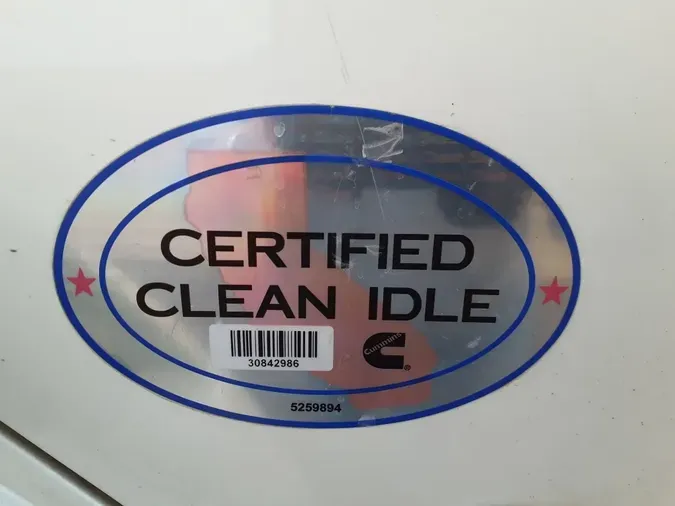 CERTIFIED
CLEAN IDLE
30842986
Cummins
5259894